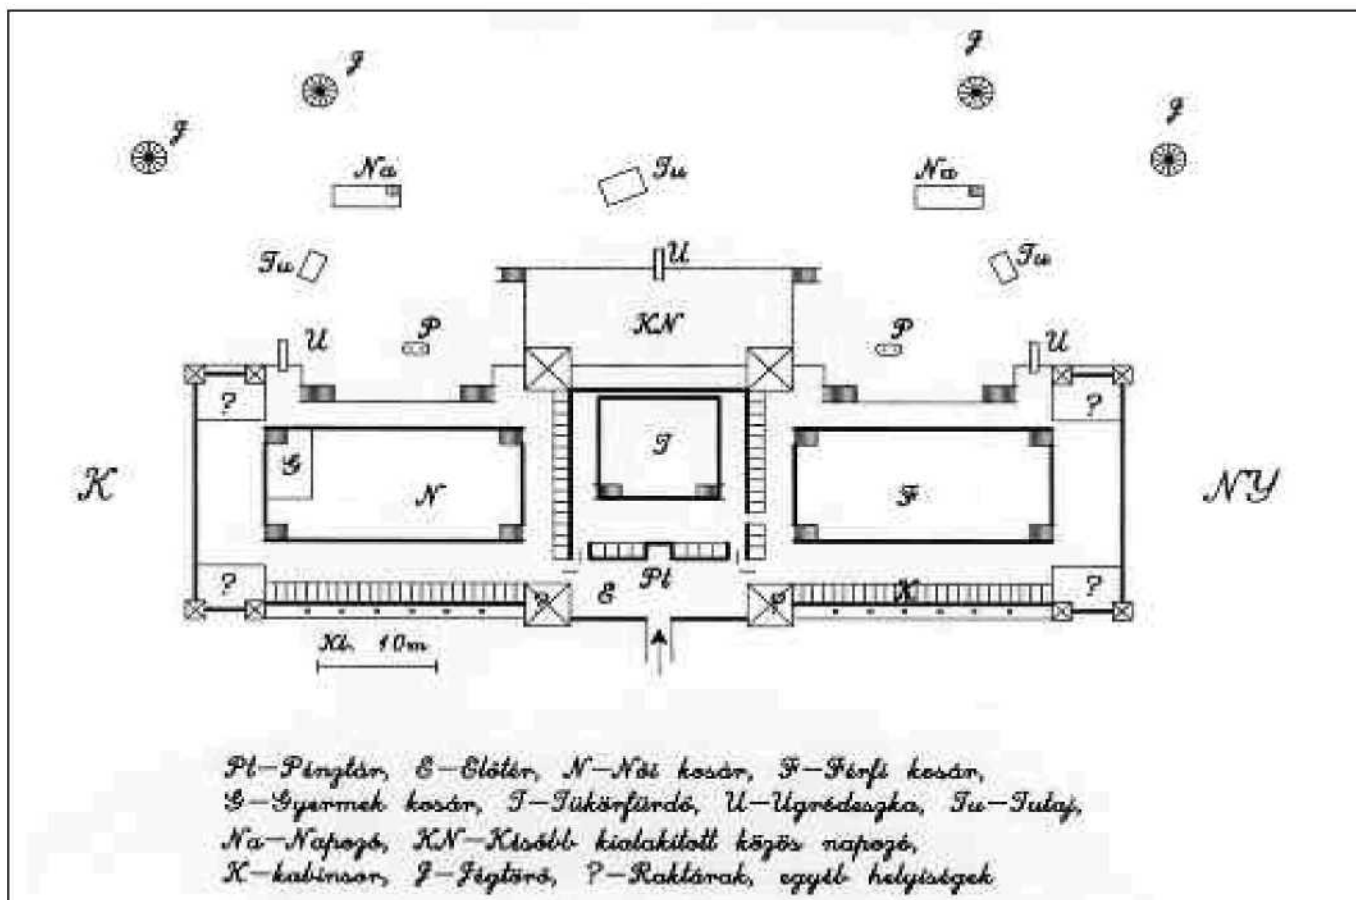 J
J
J
J
Na
Tu
Na
Tu
U
Tu
KN
U
P
P
U
?
?
K
G
N
T
F
NY
?
Pt
E
K
?
Kb. 10m
Pt–Pénztár, E–Előtér, N–Női kosár, F–Férfi kosár,
G–Gyermek kosár, T–Tükörfürdő, U–Ugródeszka, Tu–Tutaj,
Na–Napozó, KN–Később kialakított közös napozó,
K–kabinsor, J–Jégtörő, ?–Raktárak, egyéb helyiségek